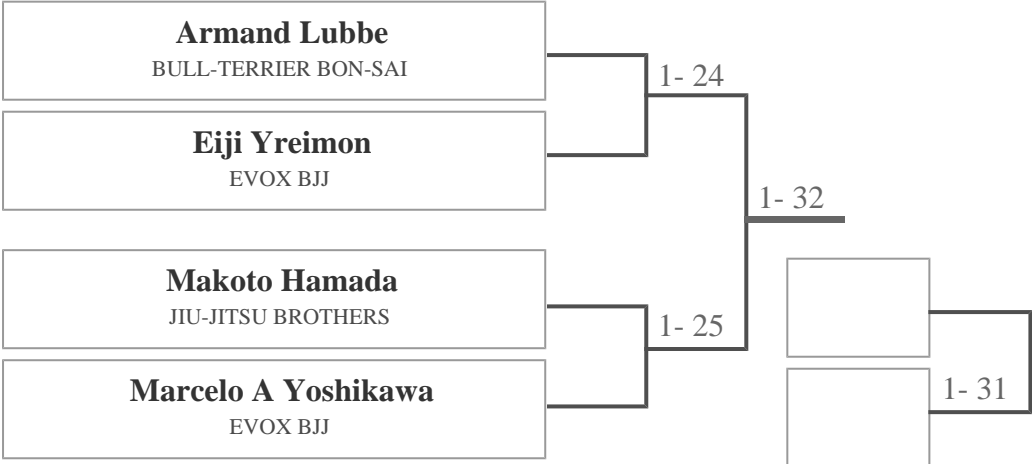 Armand Lubbe
BULL-TERRIER BON-SAI
1- 24
Eiji Yreimon
EVOX BJJ
1- 32
Makoto Hamada
JIU-JITSU BROTHERS
1- 25
Marcelo A Yoshikawa
EVOX BJJ
1- 31